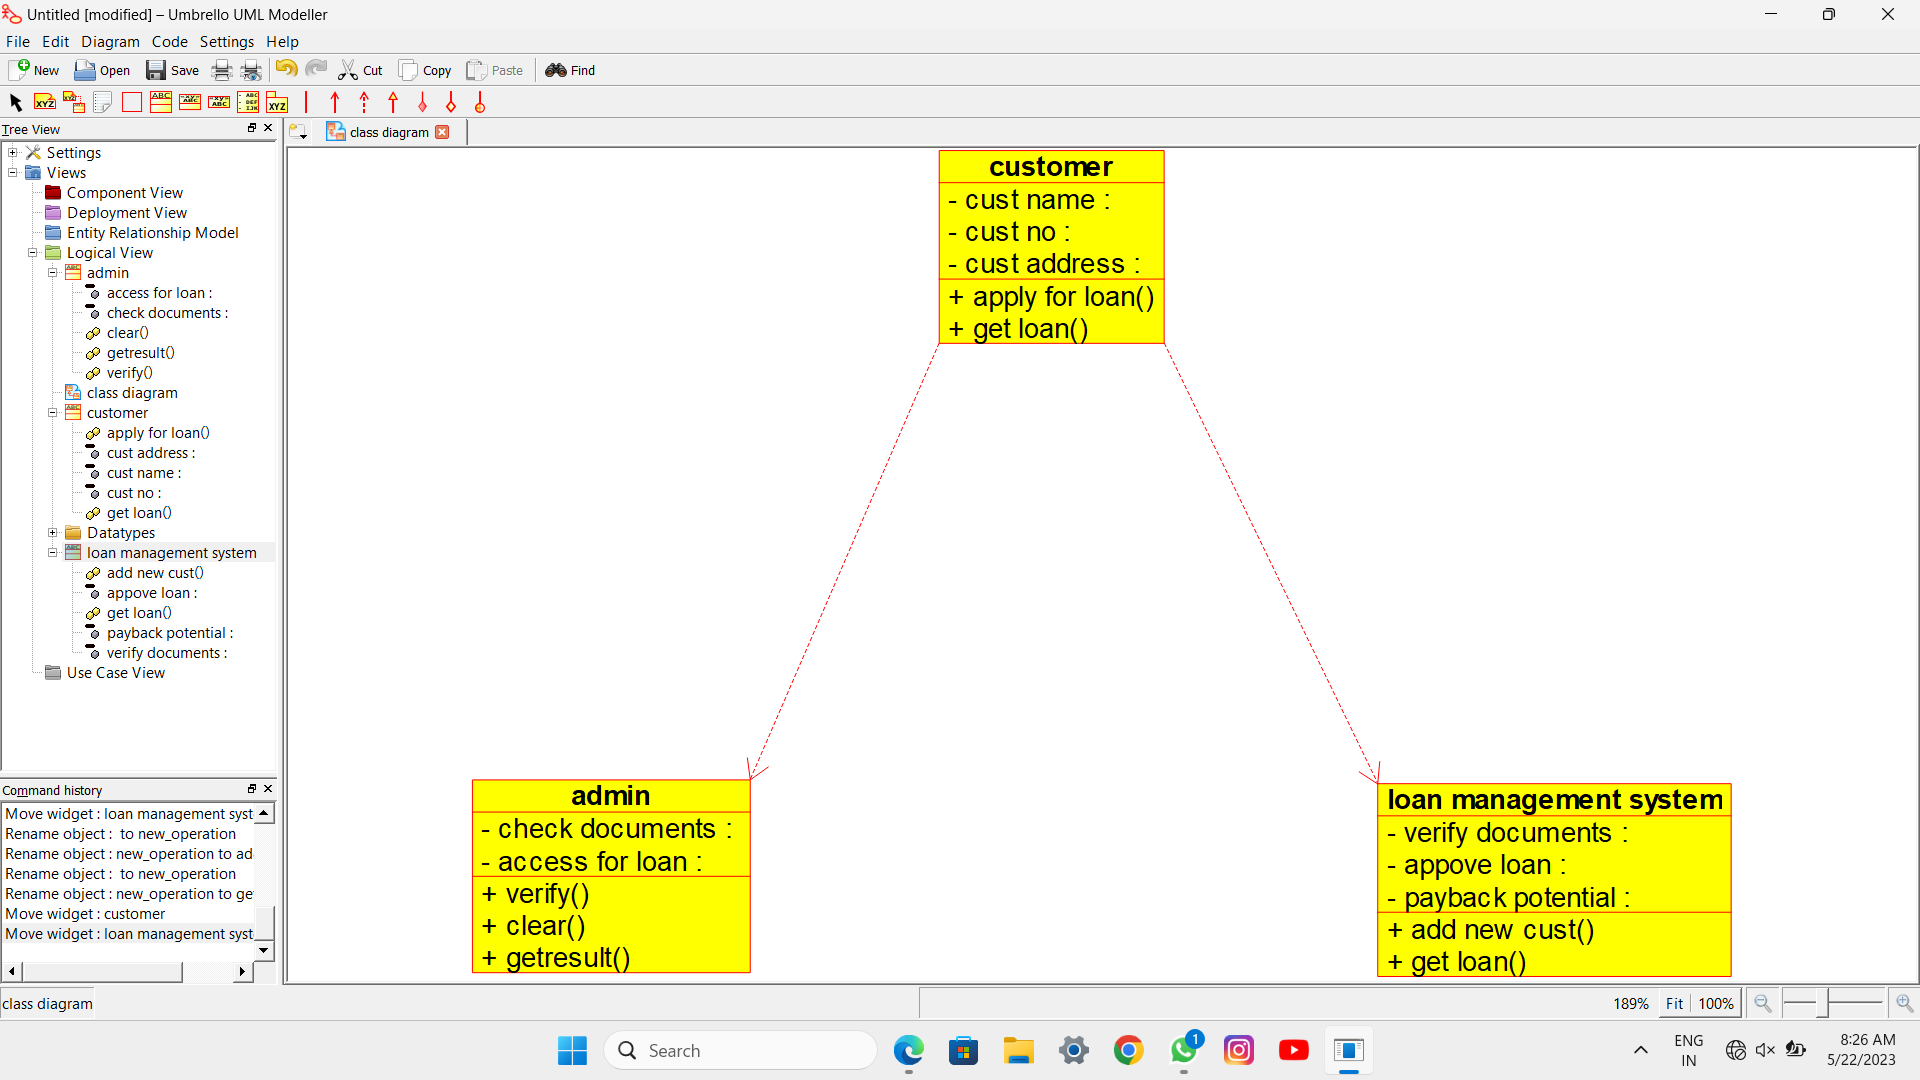 Untitled [modified] – Umbrello UML Modeller
File Edit Diagram Code Settings Help
New Open Save Cut Copy Paste Find
Tree View
class diagram
Settings
Views
Component View
Deployment View
Entity Relationship Model
Logical View
admin
access for loan :
check documents :
clear()
getresult()
verify()
class diagram
customer
apply for loan()
cust address :
cust name :
cust no :
get loan()
Datatypes
loan management system
add new cust()
appove loan :
get loan()
payback potential :
verify documents :
Use Case View
Command history
Move widget : loan management syst
Rename object : to new_operation
Rename object : new_operation to ad
Rename object : to new_operation
Rename object : new_operation to ge
Move widget : customer
Move widget : loan management syst
customer
- cust name :
- cust no :
- cust address :
+ apply for loan()
+ get loan()
admin
- check documents :
- access for loan :
+ verify()
+ clear()
+ getresult()
loan management system
- verify documents :
- appove loan :
- payback potential :
+ add new cust()
+ get loan()
class diagram
189% Fit 100%
Search
1
ENG
IN
8:26 AM
5/22/2023